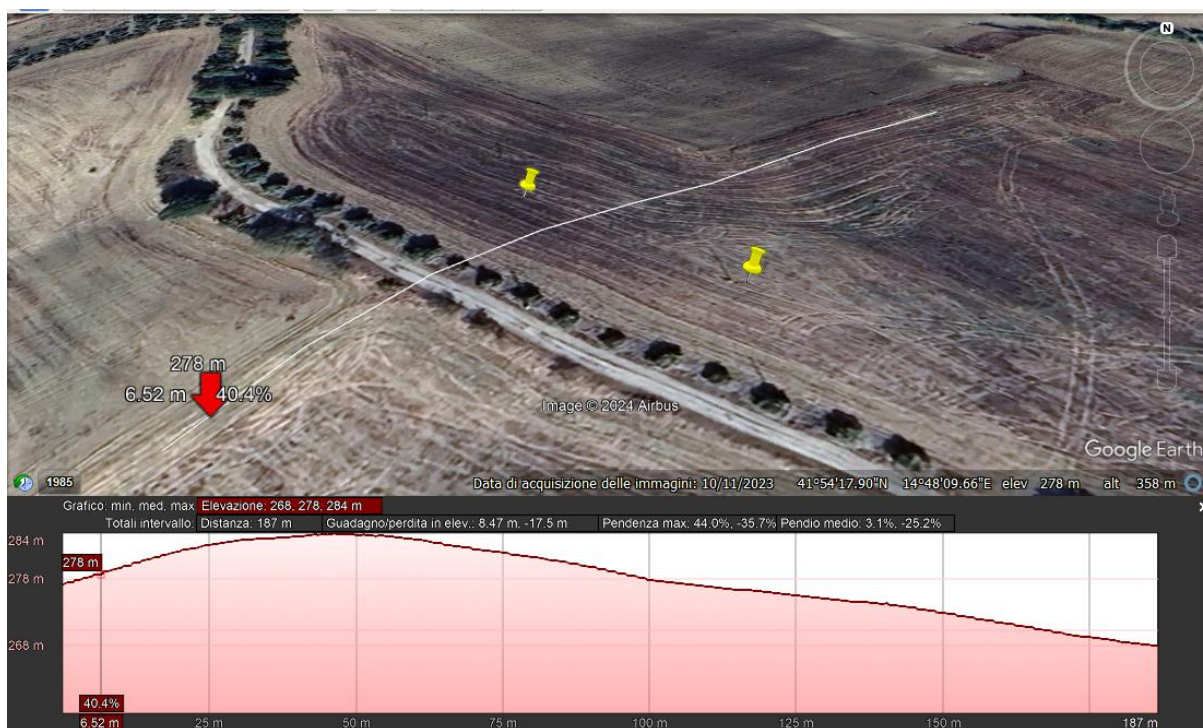 N
278 m
6.52 m 40.4%
Image © 2024 Airbus
Google Earth
1985
Data di acquisizione delle immagini: 10/11/2023 41°54'17.90"N 14°48'09.66"E elev 278 m alt 358 m
Grafico: min. med. max Elevazione: 268, 278, 284 m
Totali intervallo: Distanza: 187 m Guadagno/perdita in elev.: 8.47 m. -17.5 m Pendenza max: 44.0%, -35.7% Pendio medio: 3.1%, -25.2%
284 m
278 m
278 m
268 m
40.4%
6.52 m 25 m 50 m 75 m 100 m 125 m 150 m 187 m